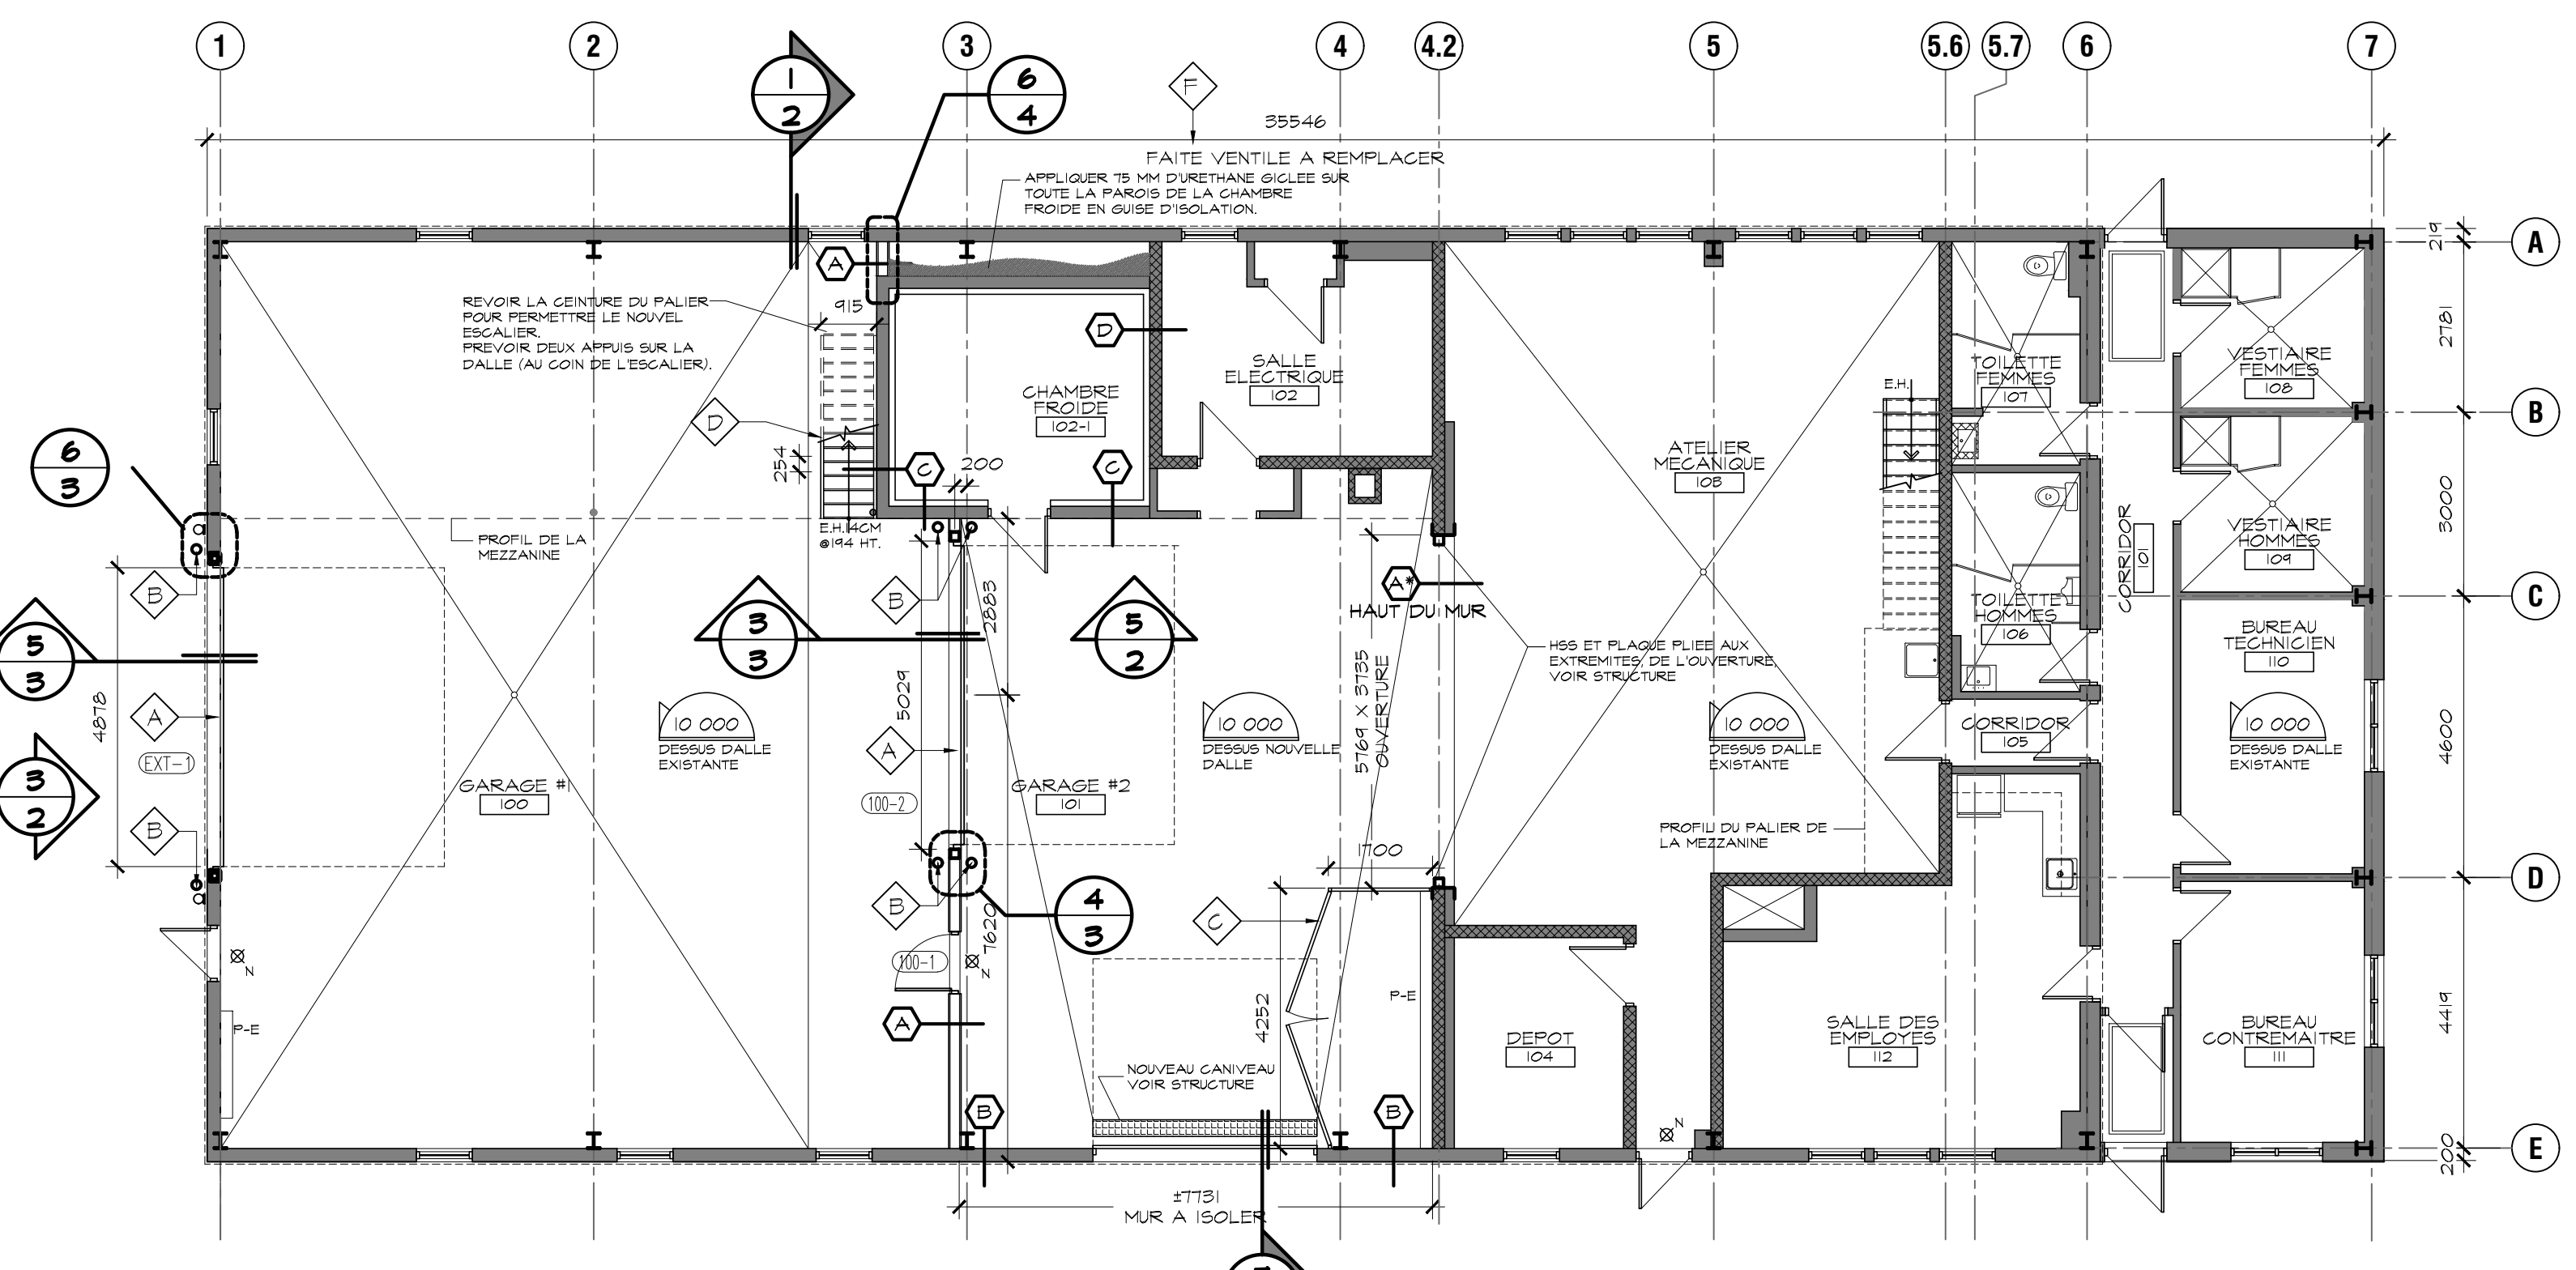 1
2
3
4
4.2
5
5.6
5.7
6
7
1
2
6
4
F
35546
FAITE VENTILE A REMPLACER
APPLIQUER 75 MM D'URETHANE GICLEE SUR
TOUTE LA PAROIS DE LA CHAMBRE
FROIDE EN GUISE D'ISOLATION.
A
219
A
REVOIR LA CEINTURE DU PALIER
POUR PERMETTRE LE NOUVEL
ESCALIER.
PREVOIR DEUX APPUIS SUR LA
DALLE (AU COIN DE L'ESCALIER).
915
D
SALLE
ELECTRIQUE
102
CHAMBRE
FROIDE
102-1
TOILETTE
FEMMES
107
VESTIAIRE
FEMMES
108
2781
E.H.
B
D
254
C
200
C
ATELIER
MECANIQUE
103
6
3
E.H.14CM
@194 HT.
PROFIL DE LA
MEZZANINE
CORRIDOR
101
VESTIAIRE
HOMMES
109
3000
B
B
2883
A*
HAUT DU MUR
TOILETTE
HOMMES
106
C
5
3
3
3
5
2
HSS ET PLAQUE PLIEE AUX
EXTREMITES DE L'OUVERTURE,
VOIR STRUCTURE
BUREAU
TECHNICIEN
110
4878
A
5029
A
5769 X 3735
OUVERTURE
10 000
DESSUS DALLE
EXISTANTE
10 000
DESSUS NOUVELLE
DALLE
10 000
DESSUS DALLE
EXISTANTE
CORRIDOR
105
10 000
DESSUS DALLE
EXISTANTE
4600
EXT-1
3
2
GARAGE #1
100
100-2
GARAGE #2
101
B
PROFIL DU PALIER DE
LA MEZZANINE
1700
D
B
4
3
C
7620
100-1
N
N
P-E
P-E
A
4252
DEPOT
104
SALLE DES
EMPLOYES
112
BUREAU
CONTREMAITRE
111
4419
NOUVEAU CANIVEAU
VOIR STRUCTURE
B
B
N
200
E
±7731
MUR A ISOLER